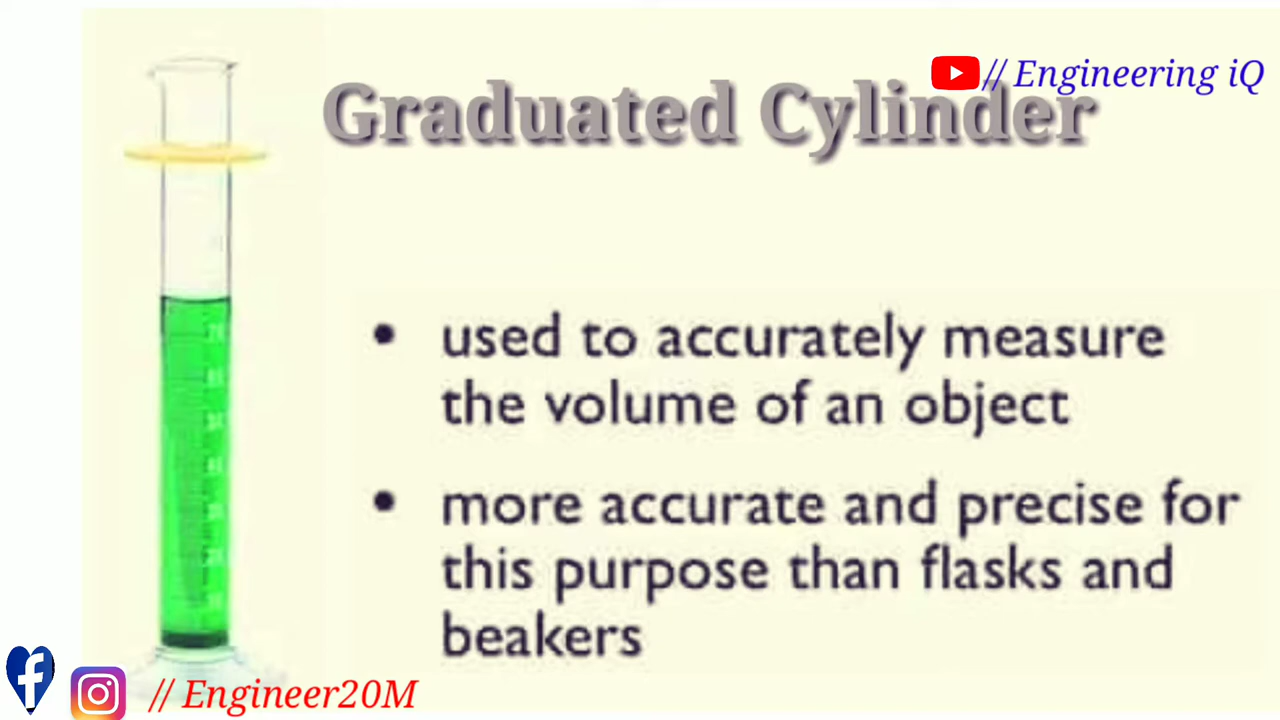 // Engineering iQ
Graduated Cylinder
• used to accurately measure
the volume of an object
• more accurate and precise for
this purpose than flasks and
beakers
// Engineer20M